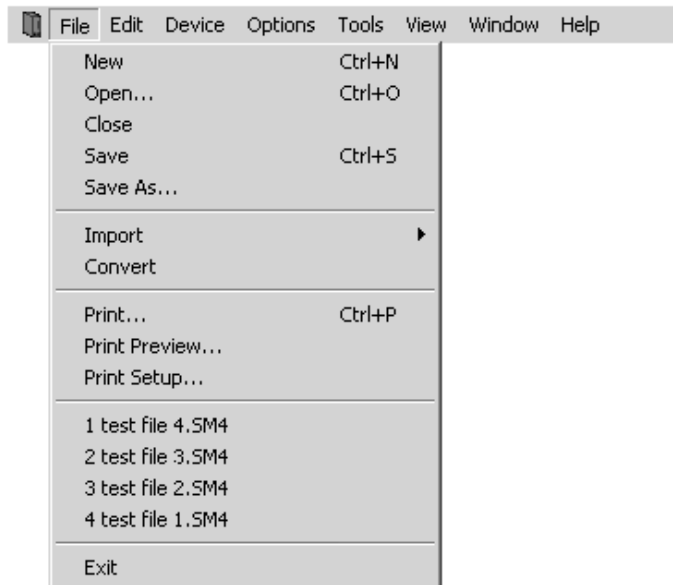 File Edit Device Options Tools View Window Help
New Ctrl+N
Open... Ctrl+O
Close
Save Ctrl+S
Save As...
Import
Convert
Print... Ctrl+P
Print Preview...
Print Setup...
1 test file 4.SM4
2 test file 3.SM4
3 test file 2.SM4
4 test file 1.SM4
Exit